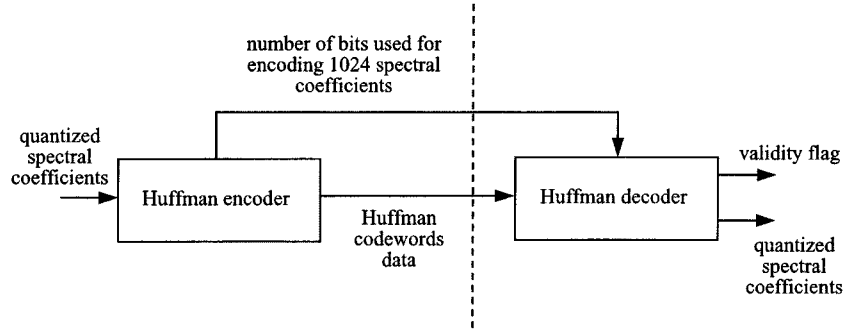 number of bits used for
encoding 1024 spectral
coefficients
quantized
spectral
coefficients
Huffman encoder
Huffman
codewords
data
Huffman decoder
validity flag
quantized
spectral
coefficients